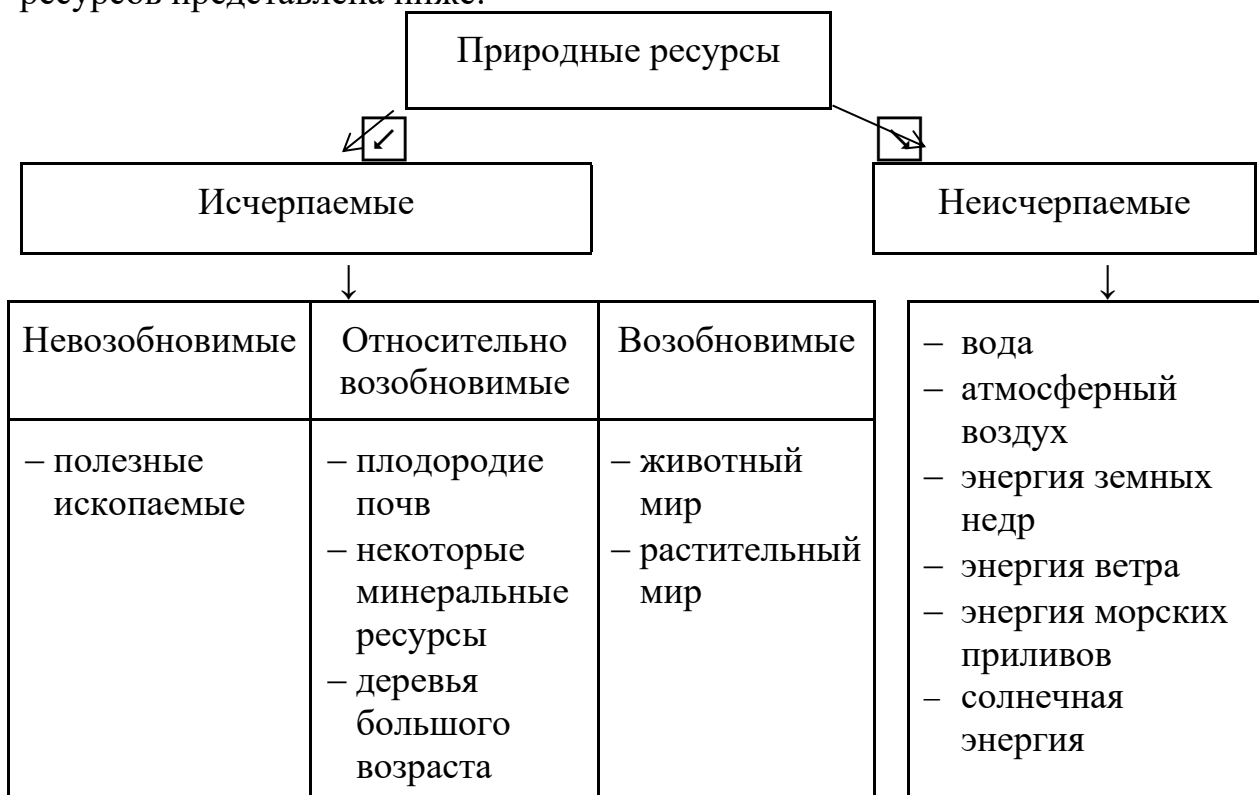 ресурсов представлена ниже:
Природные ресурсы
Исчерпаемые
Неисчерпаемые
Невозобновимые
Относительно
возобновимые
Возобновимые
– полезные
ископаемые
– плодородие
почв
– некоторые
минеральные
ресурсы
– деревья
большого
возраста
– животный
мир
– растительный
мир
– вода
– атмосферный
воздух
– энергия земных
недр
– энергия ветра
– энергия морских
приливов
– солнечная
энергия